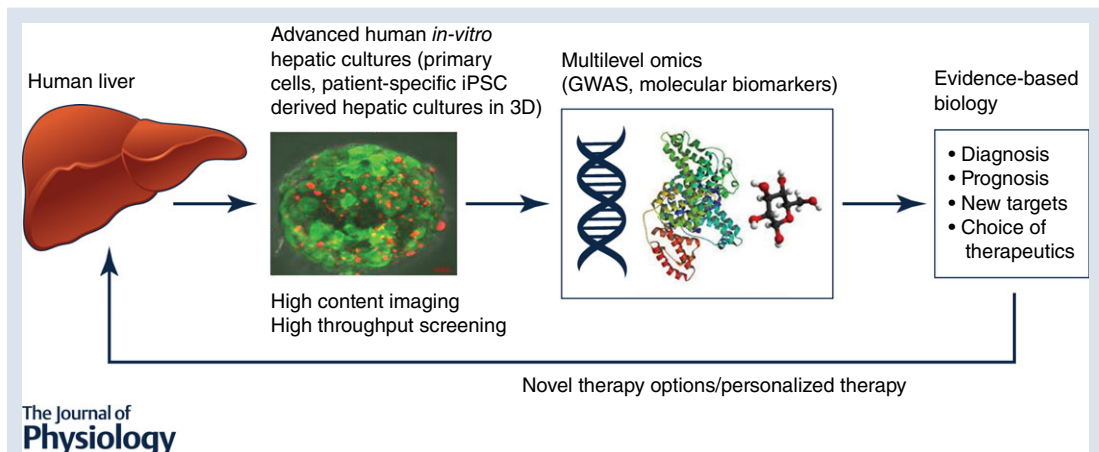 Human liver
Advanced human in-vitro
hepatic cultures (primary
cells, patient-specific iPSC
derived hepatic cultures in 3D)
High content imaging
High throughput screening
Multilevel omics
(GWAS, molecular biomarkers)
Evidence-based
biology
• Diagnosis
• Prognosis
• New targets
• Choice of
therapeutics
Novel therapy options/personalized therapy
The Journal of
Physiology